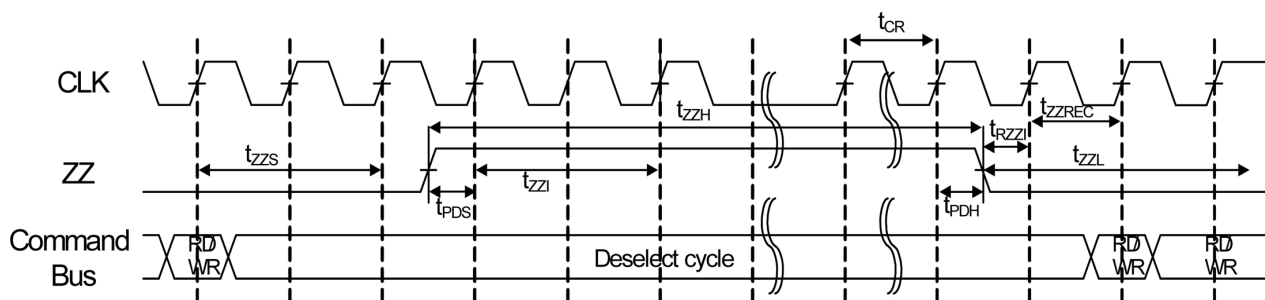 tCR
CLK
tZZH
tZZREC
tRZZI
ZZ
tZZS
tZZI
tZZL
tPDS
tPDH
Command
Bus
RD/
WR
Deselect cycle
RD/
WR
RD/
WR